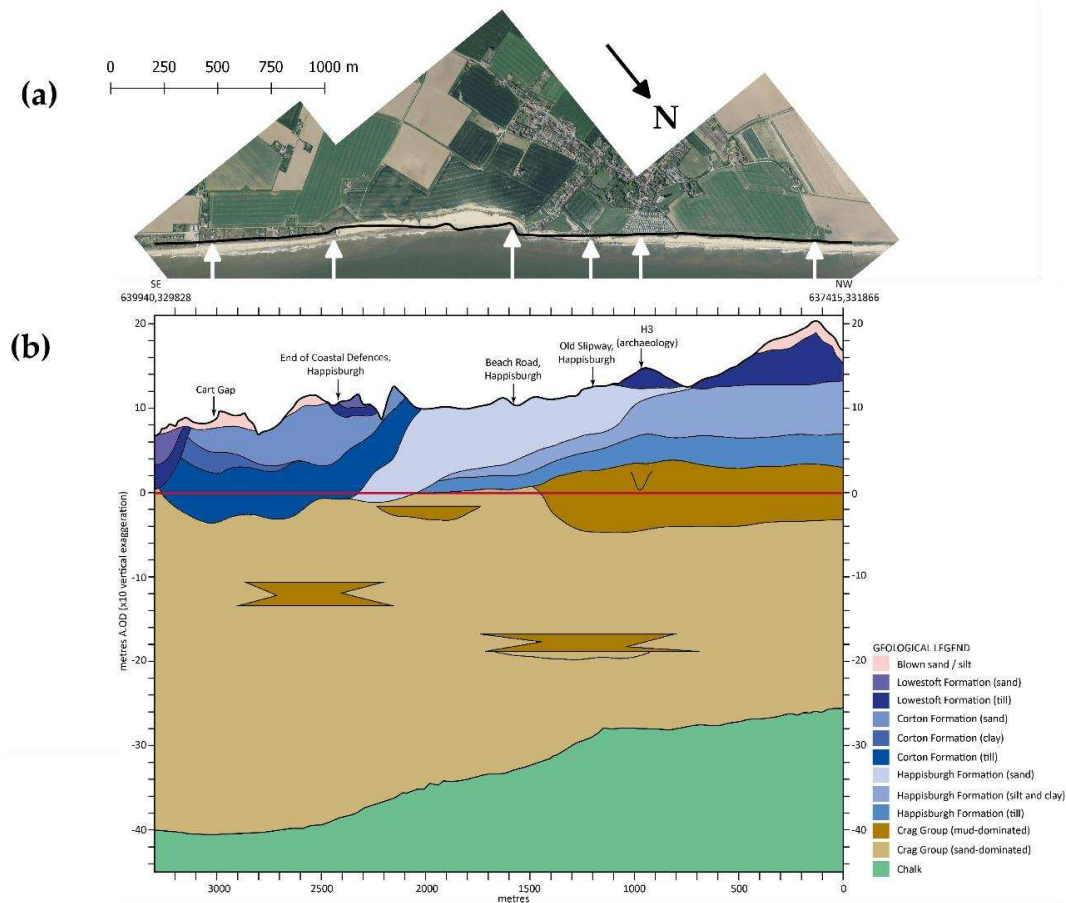 (a)
0 250 500 750 1000 m
N
SE
639940,329828
NW
637415,331866
(b)
20
10
0
-10
-20
-30
-40
20
10
0
-10
-20
-30
-40
metres A.OD (x10 vertical exaggeration)
Cart Gap
End of Coastal Defences,
Happisburgh
Beach Road,
Happisburgh
Old Slipway,
Happisburgh
H3
(archaeology)
GEOLOGICAL LEGEND
Blown sand / silt
Lowestoft Formation (sand)
Lowestoft Formation (till)
Corton Formation (sand)
Corton Formation (clay)
Corton Formation (till)
Happisburgh Formation (sand)
Happisburgh Formation (silt and clay)
Happisburgh Formation (till)
Crag Group (mud-dominated)
Crag Group (sand-dominated)
Chalk
3000 2500 2000 1500 1000 500 0
metres